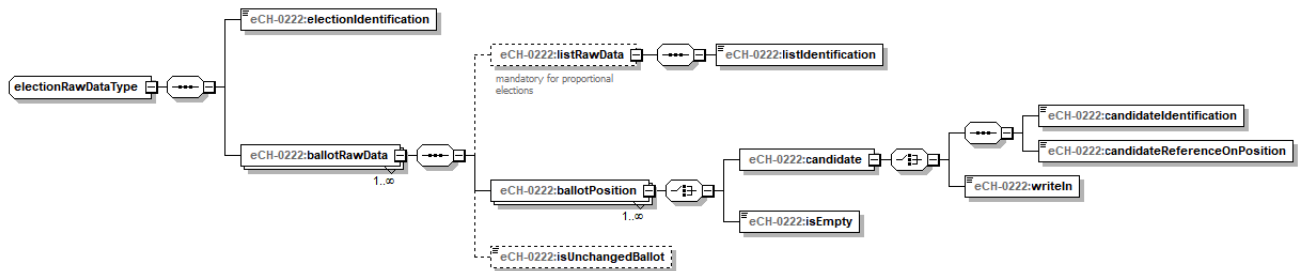 electionRawDataType
eCH-0222:electionIdentification
eCH-0222:ballotRawData
1..∞
eCH-0222:listRawData
mandatory for proportional
elections
eCH-0222:listIdentification
eCH-0222:ballotPosition
1..∞
eCH-0222:candidate
eCH-0222:candidateIdentification
eCH-0222:candidateReferenceOnPosition
eCH-0222:writeIn
eCH-0222:isEmpty
eCH-0222:isUnchangedBallot